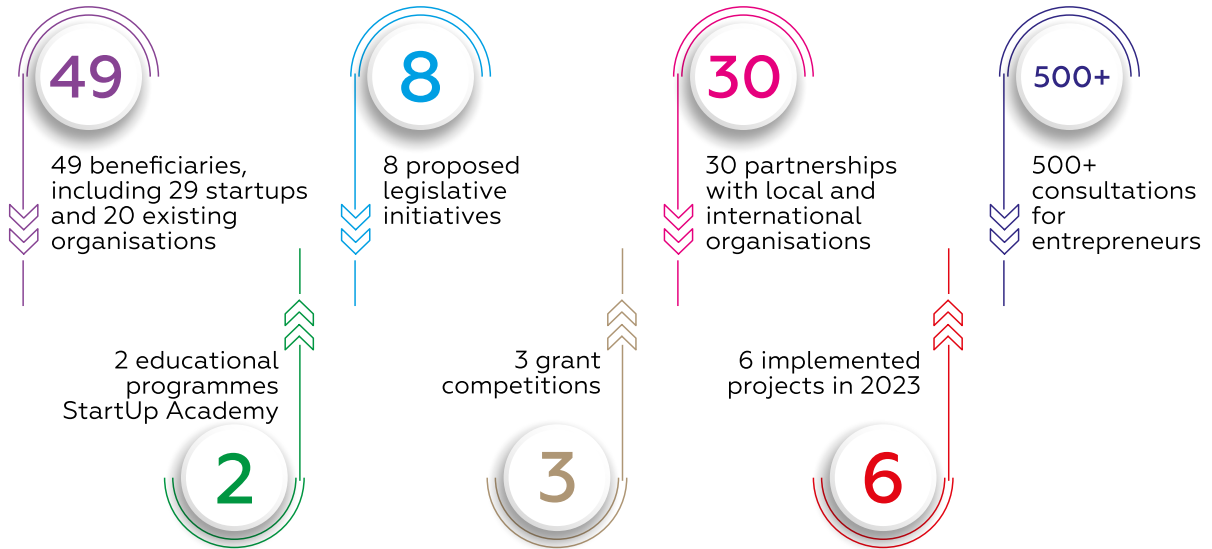 49
49 beneficiaries,
including 29 startups
and 20 existing
organisations
2 educational
programmes
StartUp Academy
2
8
8 proposed
legislative
initiatives
3 grant
competitions
3
30
30 partnerships
with local and
international
organisations
6 implemented
projects in 2023
6
500+
500+
consultations
for
entrepreneurs